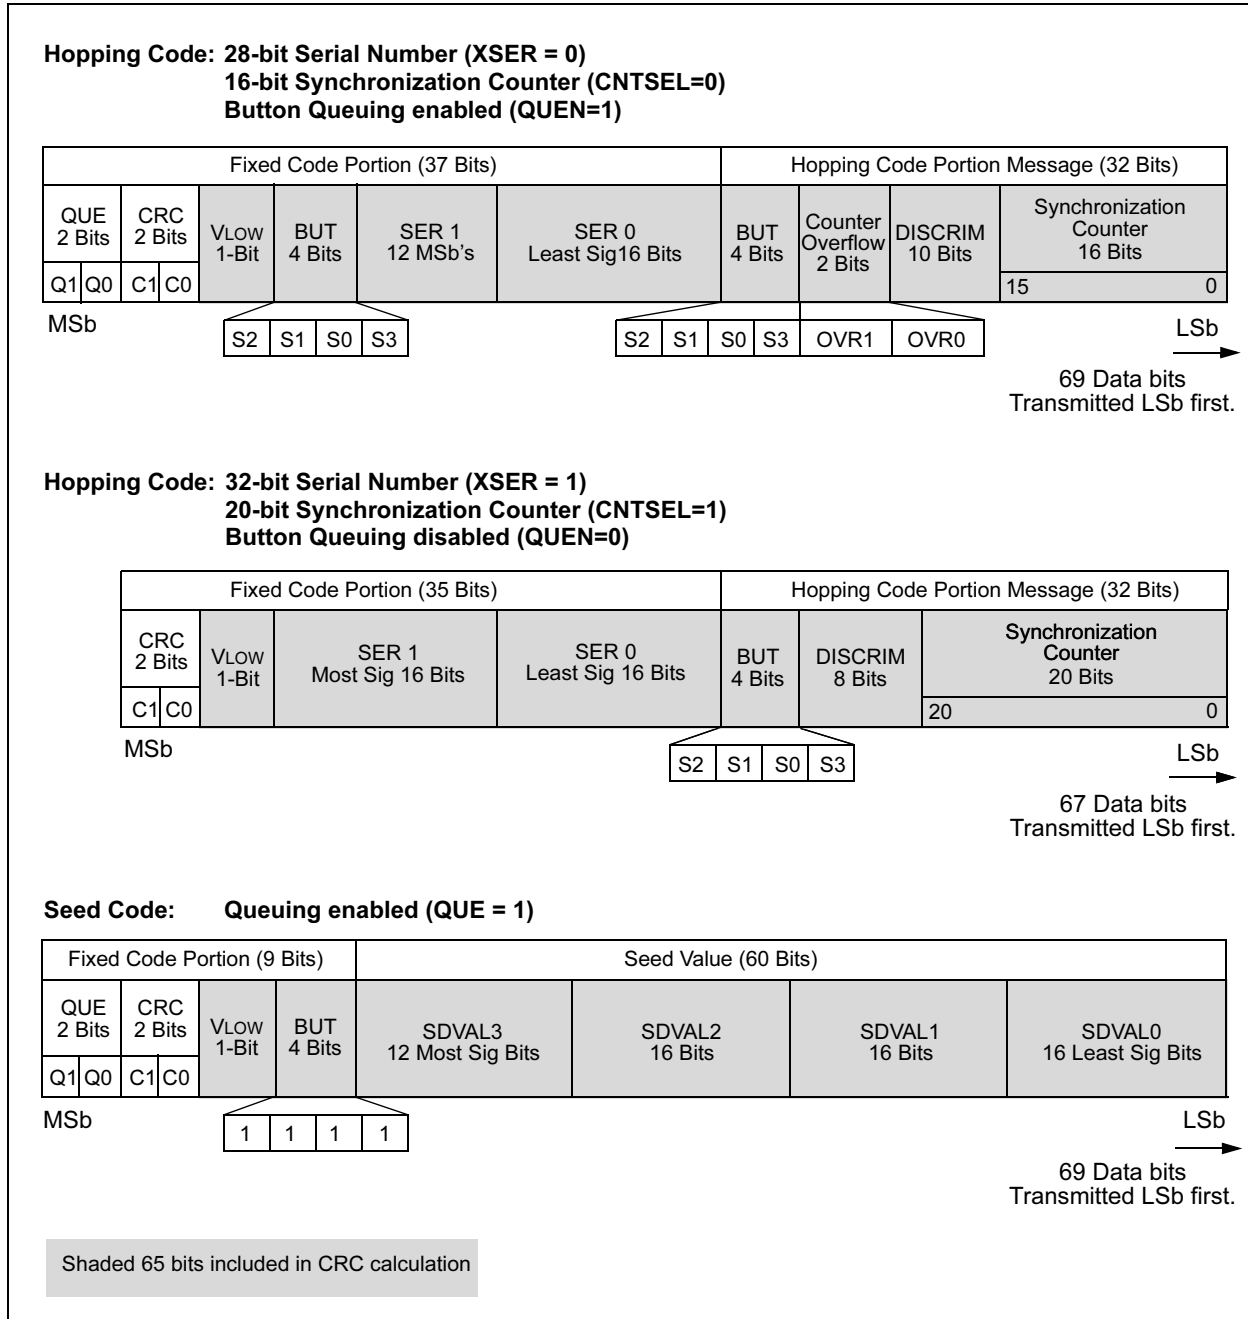 Hopping Code: 28-bit Serial Number (XSER = 0)
16-bit Synchronization Counter (CNTSEL=0)
Button Queuing enabled (QUEN=1)
Fixed Code Portion (37 Bits)
Hopping Code Portion Message (32 Bits)
QUE
2 Bits
CRC
2 Bits
VLOW
1-Bit
BUT
4 Bits
SER 1
12 MSb's
SER 0
Least Sig16 Bits
BUT
4 Bits
Counter
Overflow
2 Bits
DISCRIM
10 Bits
Synchronization
Counter
16 Bits
Q1 Q0 C1 C0
15 0
MSb
S2 S1 S0 S3
S2 S1 S0 S3 OVR1 OVR0
LSb
69 Data bits
Transmitted LSb first.
Hopping Code: 32-bit Serial Number (XSER = 1)
20-bit Synchronization Counter (CNTSEL=1)
Button Queuing disabled (QUEN=0)
Fixed Code Portion (35 Bits)
Hopping Code Portion Message (32 Bits)
CRC
2 Bits
VLOW
1-Bit
SER 1
Most Sig 16 Bits
SER 0
Least Sig 16 Bits
BUT
4 Bits
DISCRIM
8 Bits
Synchronization
Counter
20 Bits
C1 C0
20 0
MSb
S2 S1 S0 S3
LSb
67 Data bits
Transmitted LSb first.
Seed Code: Queuing enabled (QUE = 1)
Fixed Code Portion (9 Bits)
Seed Value (60 Bits)
QUE
2 Bits
CRC
2 Bits
VLOW
1-Bit
BUT
4 Bits
SDVAL3
12 Most Sig Bits
SDVAL2
16 Bits
SDVAL1
16 Bits
SDVAL0
16 Least Sig Bits
Q1 Q0 C1 C0
MSb
1 1 1 1
LSb
69 Data bits
Transmitted LSb first.
Shaded 65 bits included in CRC calculation